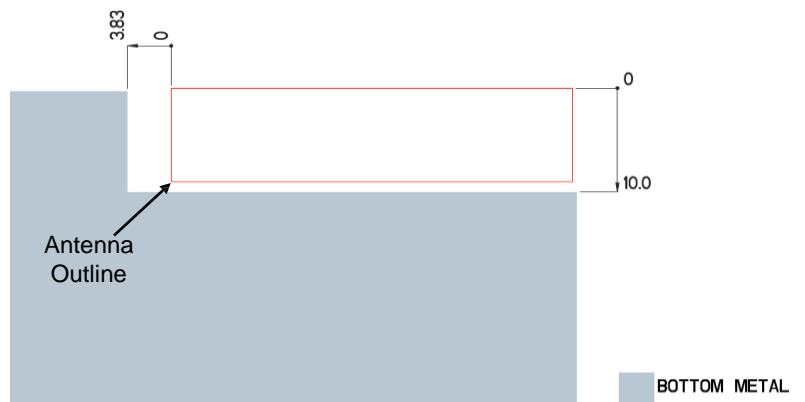 3.83
0
0
10.0
Antenna
Outline
BOTTOM METAL